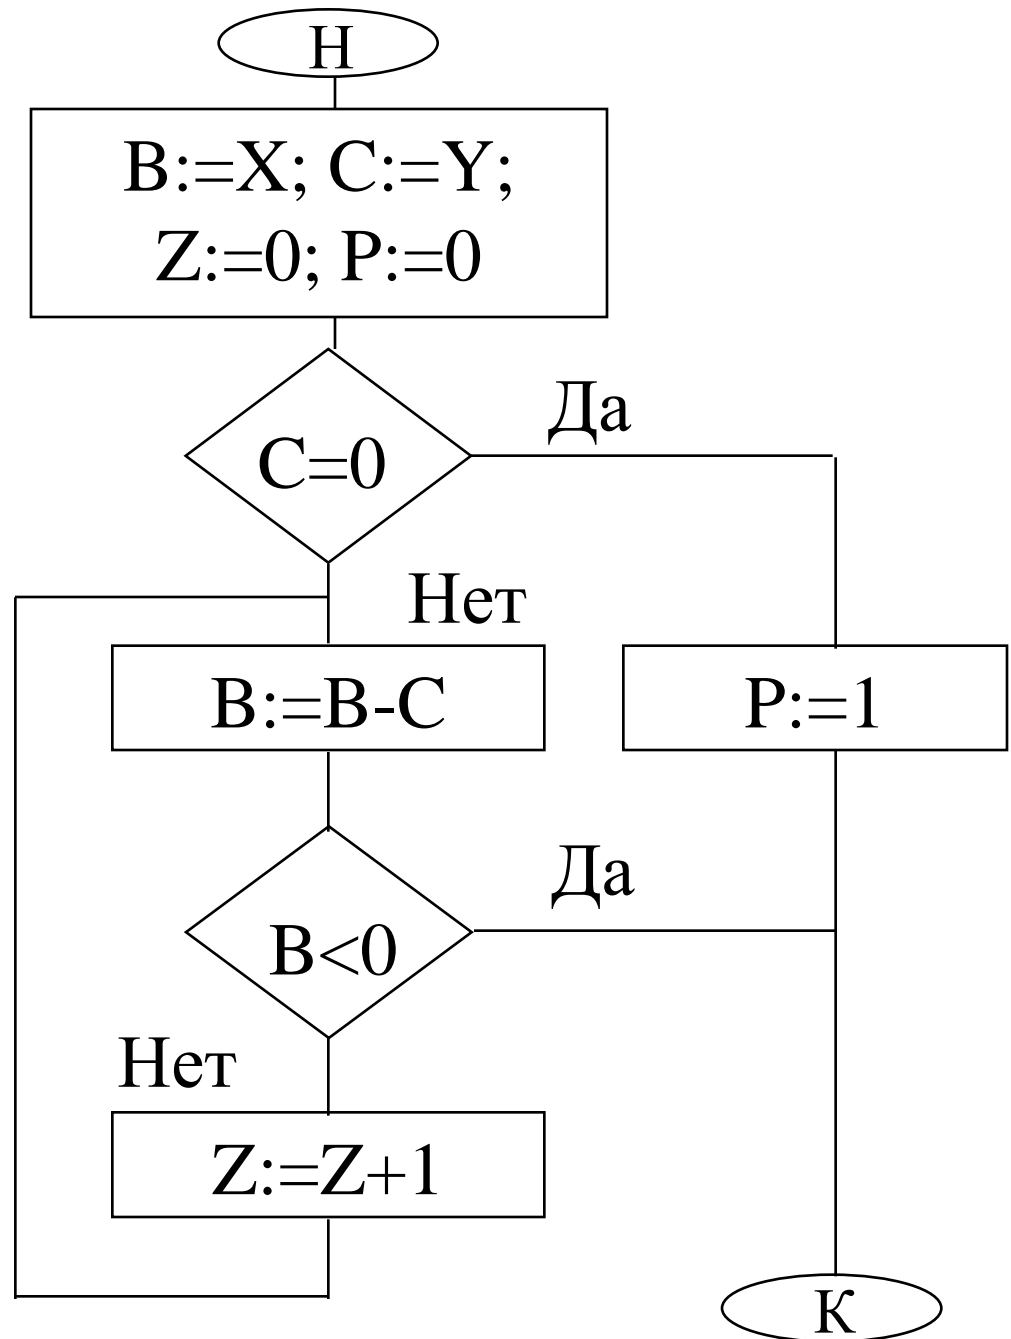 Н
B:=X; C:=Y;
Z:=0; P:=0
Да
C=0
Нет
B:=B-C
P:=1
Да
B<0
Нет
Z:=Z+1
К